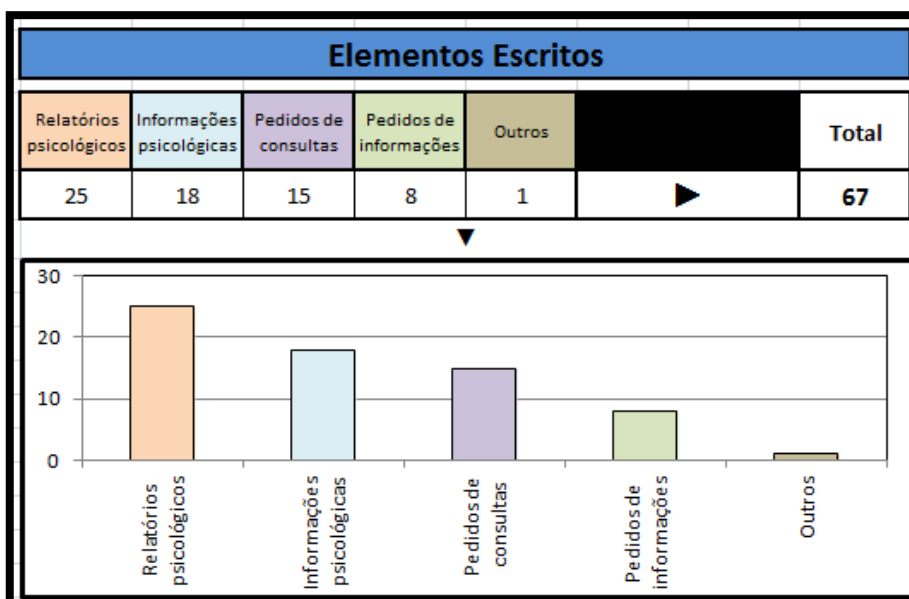 Elementos Escritos
Relatórios psicológicos
Informações psicológicas
Pedidos de consultas
Pedidos de informações
Outros
Total
25 18 15 8 1 ► 67
▼
30
20
10
0
Relatórios psicológicos
Informações psicológicas
Pedidos de consultas
Pedidos de informações
Outros